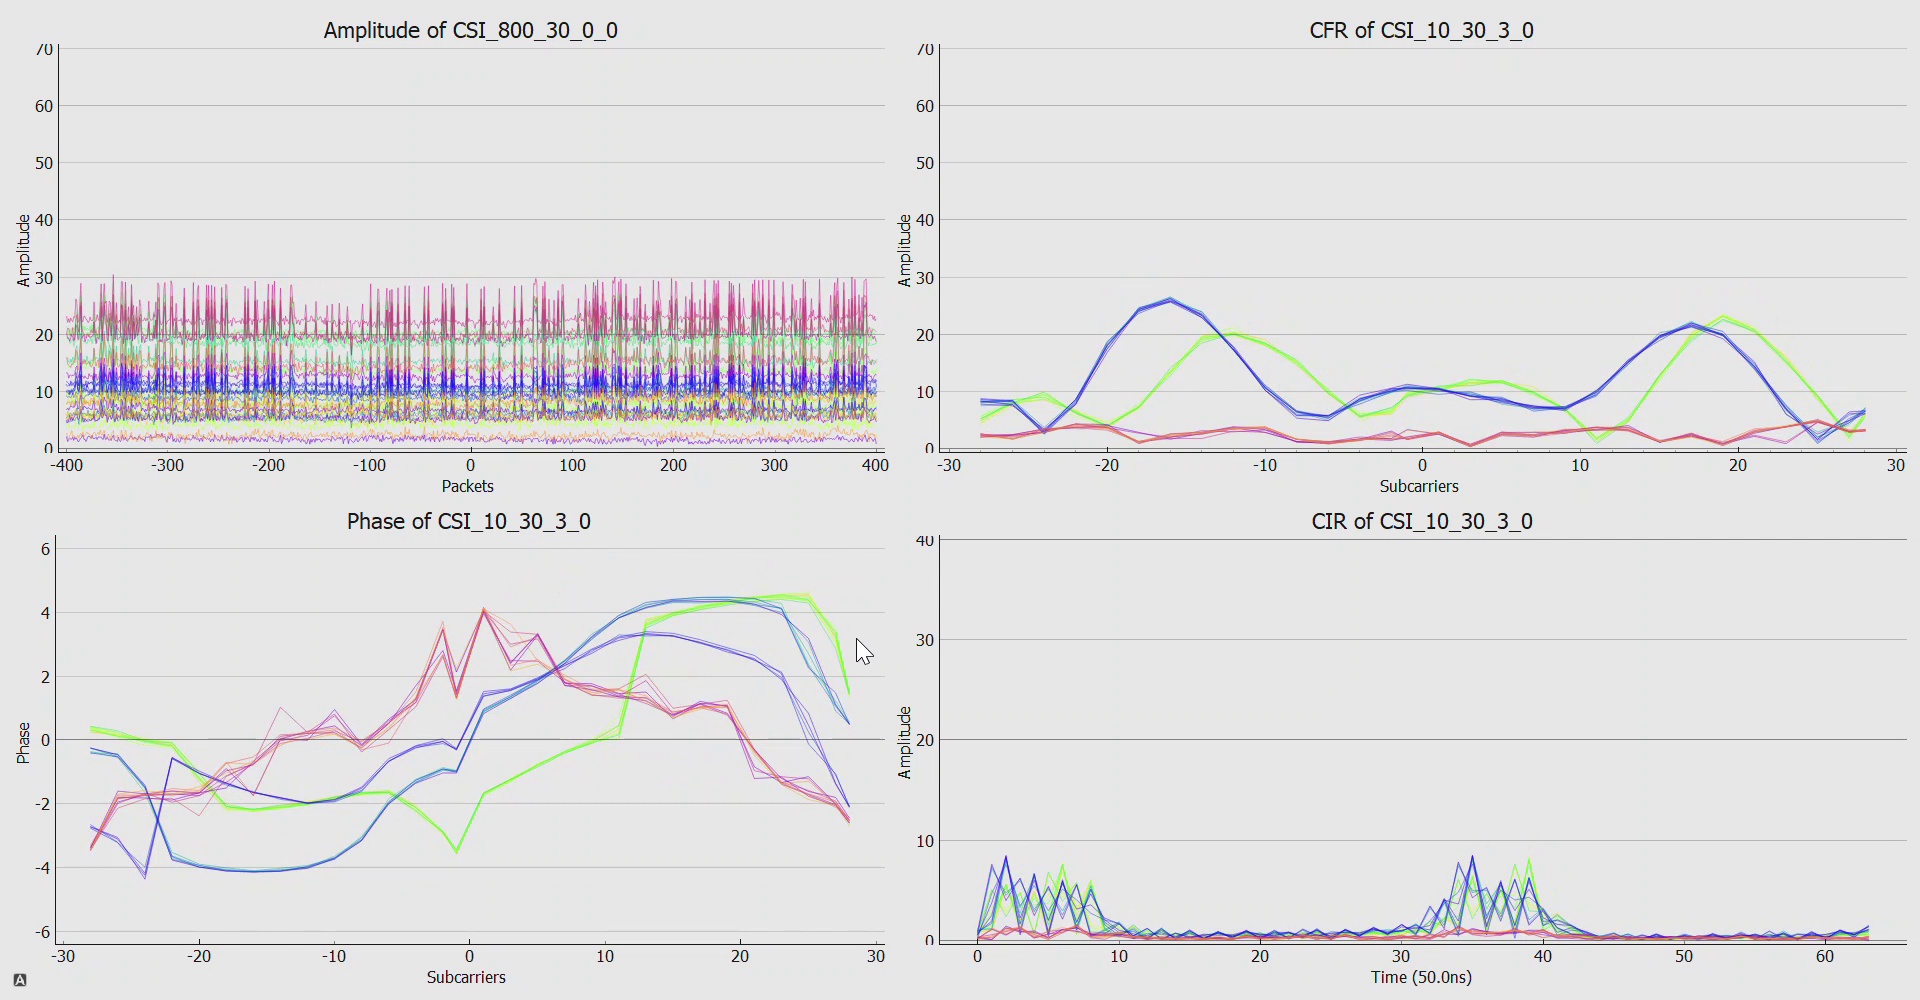 Amplitude of CSI_800_30_0_0
70
60
50
40
30
20
10
0
Amplitude
-400 -300 -200 -100 0 100 200 300 400
Packets
CFR of CSI_10_30_3_0
70
60
50
40
30
20
10
0
Amplitude
-30 -20 -10 0 10 20 30
Subcarriers
Phase of CSI_10_30_3_0
6
4
2
0
-2
-4
-6
Phase
-30 -20 -10 0 10 20 30
Subcarriers
A
CIR of CSI_10_30_3_0
40
30
20
10
0
Amplitude
0 10 20 30 40 50 60
Time (50.0ns)